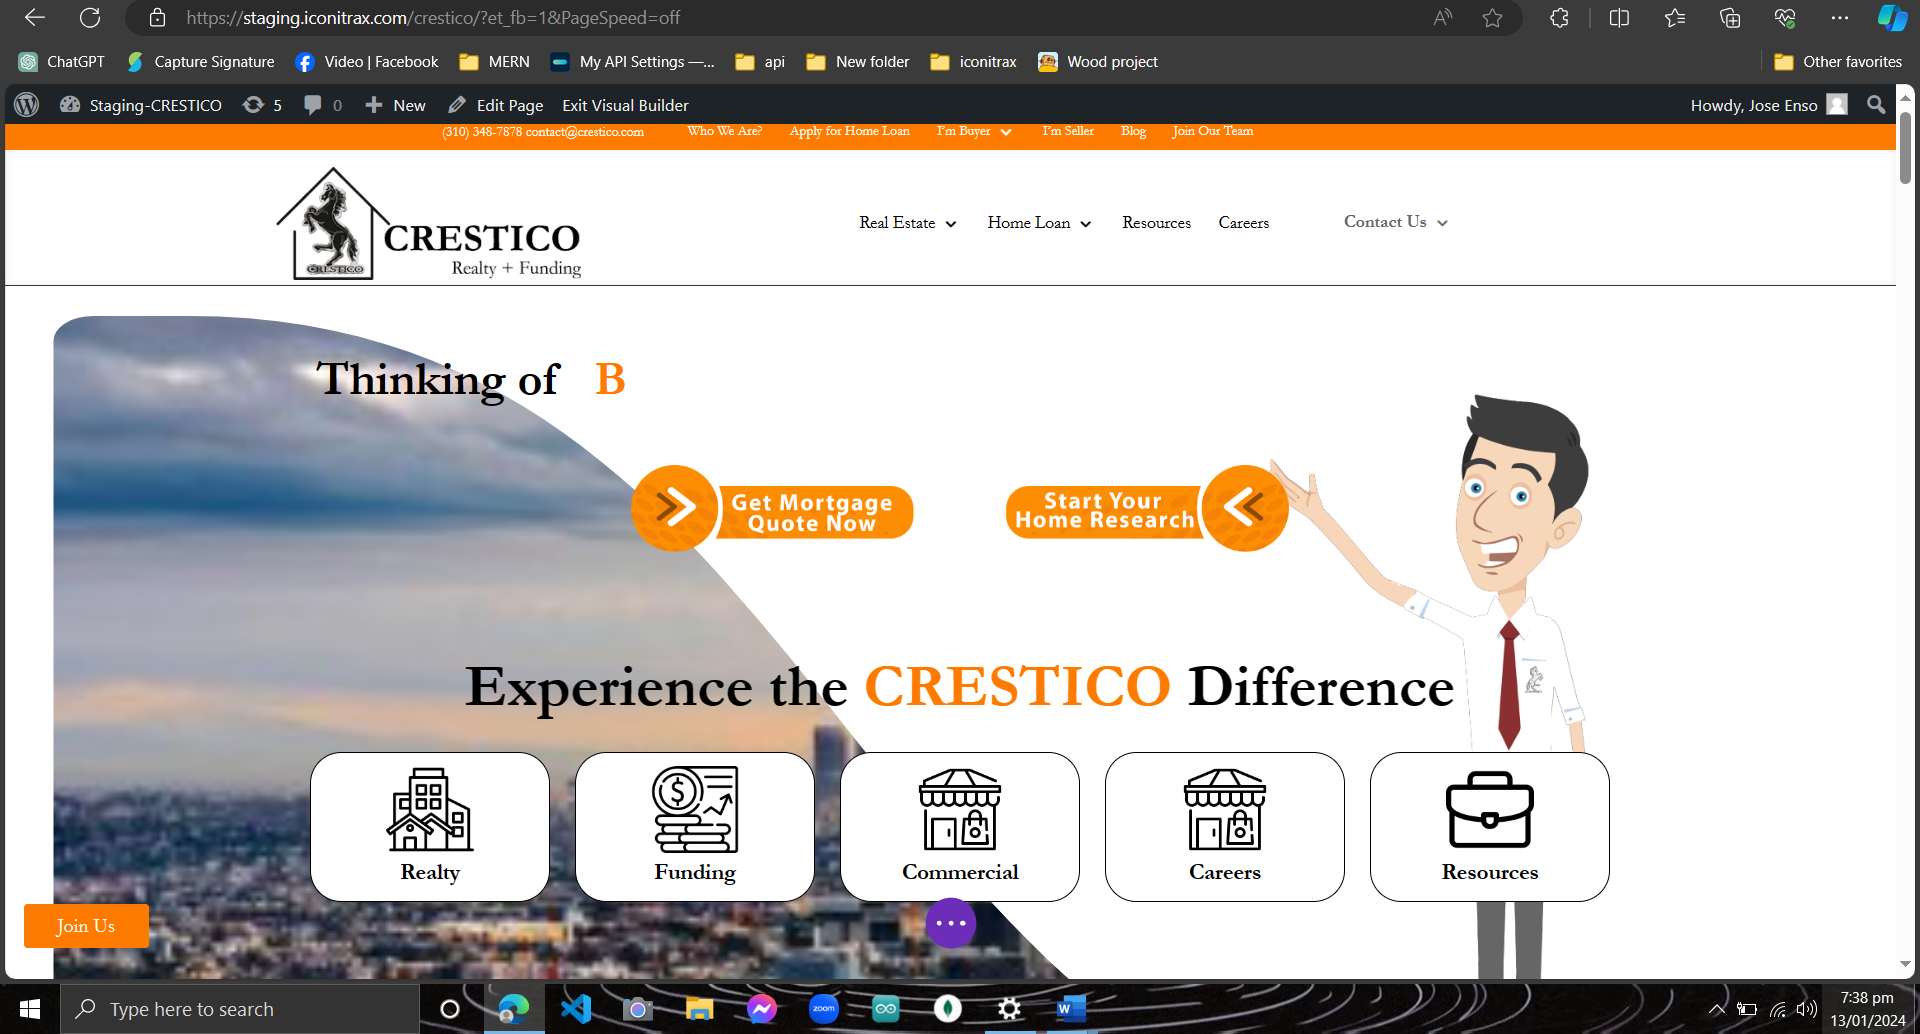 https://staging.iconitrax.com/crestico/?et_fb=1&PageSpeed=off
ChatGPT Capture Signature Video | Facebook MERN My API Settings —... api New folder iconitrax Wood project Other favorites
Staging-CRESTICO 5 0 New Edit Page Exit Visual Builder Howdy, Jose Enso
(310) 348-7878 contact@crestico.com Who We Are? Apply for Home Loan I'm Buyer I'm Seller Blog Join Our Team
CRESTICO
CRESTICO
Realty + Funding
Real Estate Home Loan Resources Careers Contact Us
Thinking of B
Get Mortgage
Quote Now
Start Your
Home Research
Experience the CRESTICO Difference
Realty Funding Commercial Careers Resources
Join Us
Type here to search
zoom
7:38 pm
13/01/2024